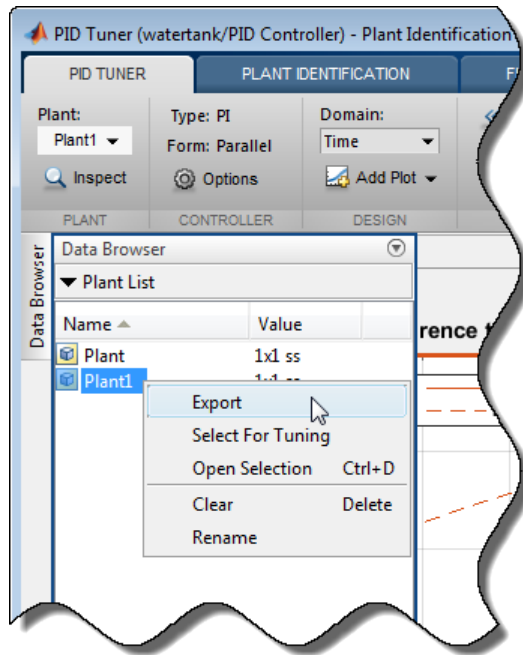 PID Tuner (watertank/PID Controller) - Plant Identification
PID TUNER PLANT IDENTIFICATION
Plant: Type: PI Domain:
Plant1 Form: Parallel Time
Inspect Options Add Plot
PLANT CONTROLLER DESIGN
Data Browser
Data Browser
Plant List
Name Value
Plant 1x1 ss
Plant1 1x1 ss
Export
Select For Tuning
Open Selection Ctrl+D
Clear Delete
Rename